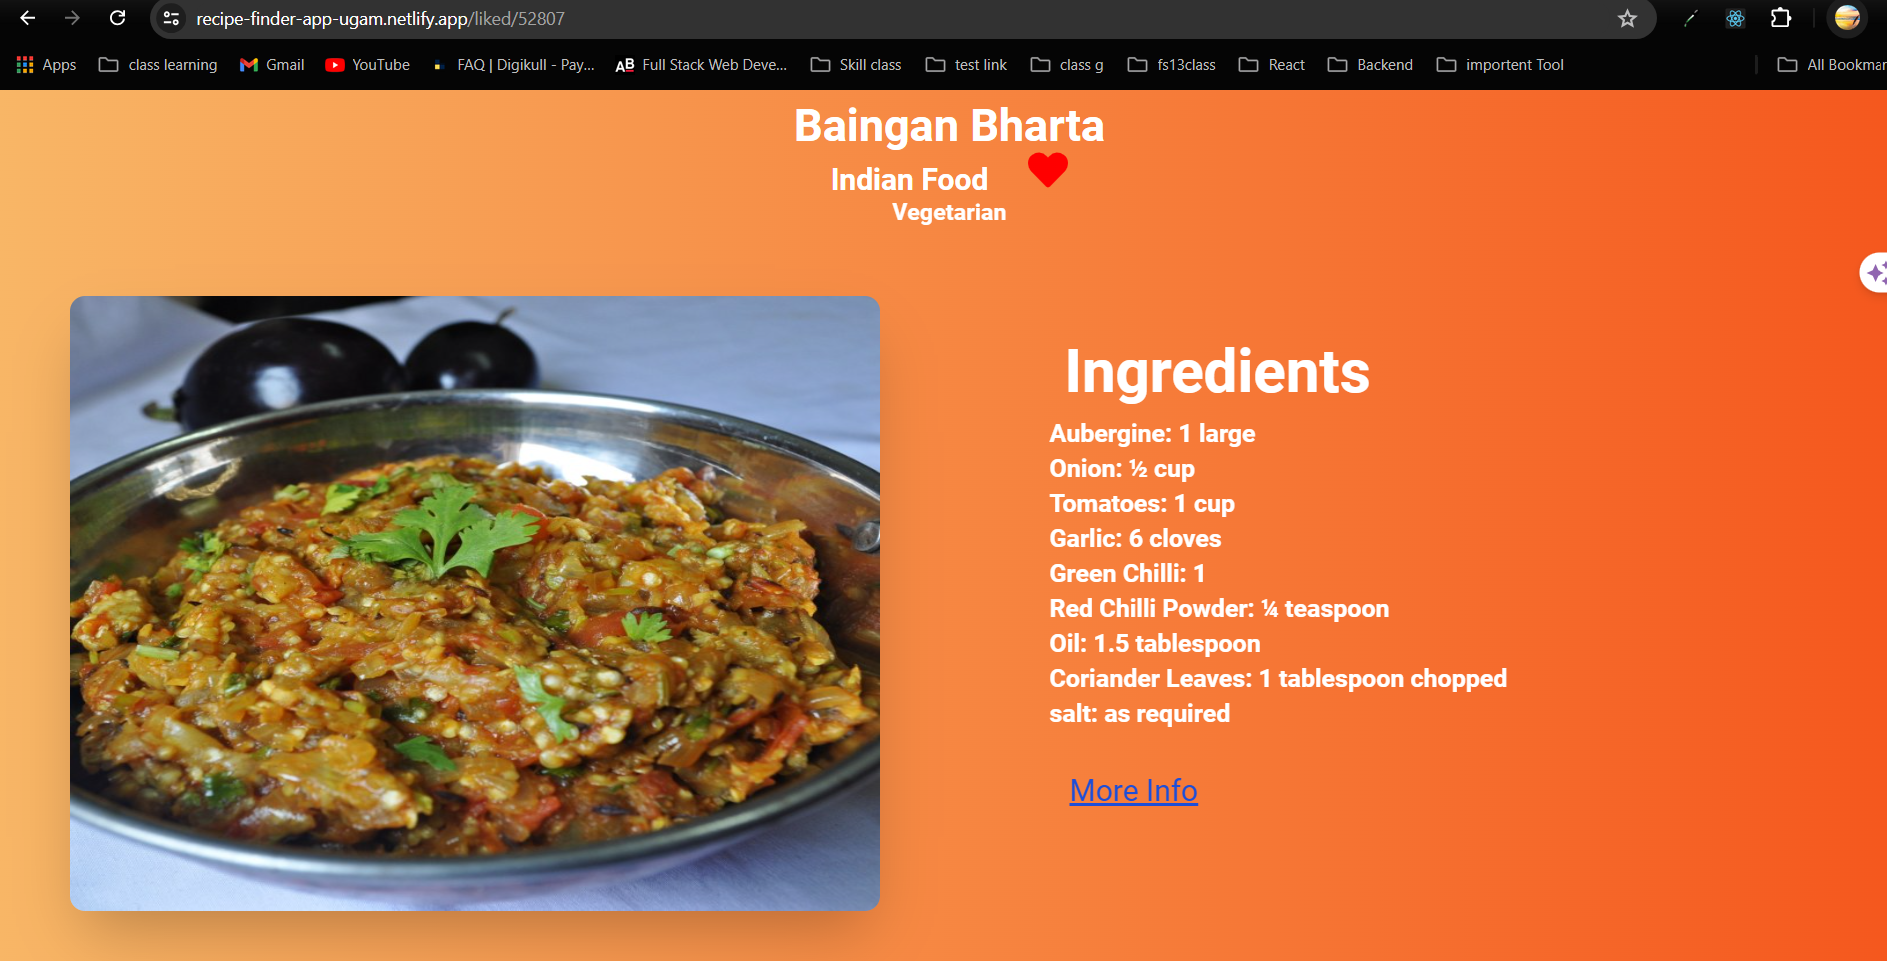 recipe-finder-app-ugam.netlify.app/liked/52807
Apps class learning Gmail YouTube FAQ | Digikull - Pay... AB Full Stack Web Deve... Skill class test link class g fs13class React Backend importent Tool All Bookmar
Baingan Bharta
Indian Food
Vegetarian
Ingredients
Aubergine: 1 large
Onion: ½ cup
Tomatoes: 1 cup
Garlic: 6 cloves
Green Chilli: 1
Red Chilli Powder: ¼ teaspoon
Oil: 1.5 tablespoon
Coriander Leaves: 1 tablespoon chopped
salt: as required
More Info